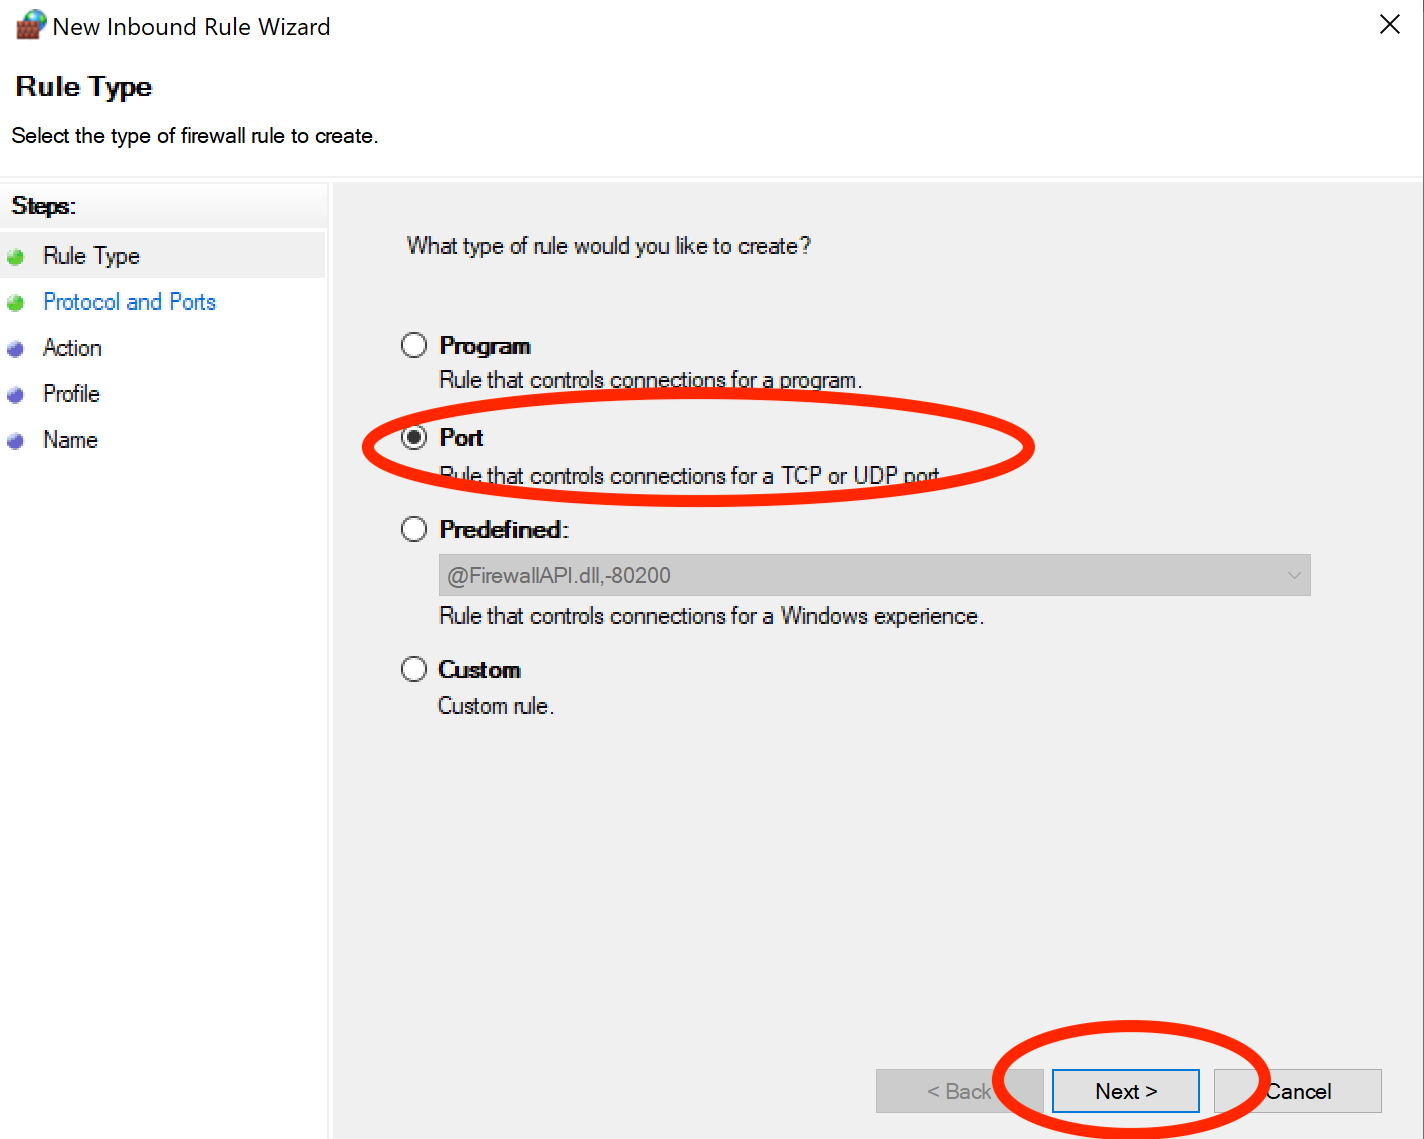 New Inbound Rule Wizard
Rule Type
Select the type of firewall rule to create.
Steps:
Rule Type
Protocol and Ports
Action
Profile
Name
What type of rule would you like to create?
Program
Rule that controls connections for a program.
Port
Rule that controls connections for a TCP or UDP port
Predefined:
@FirewallAPI.dll,-80200
Rule that controls connections for a Windows experience.
Custom
Custom rule.
< Back
Next >
Cancel